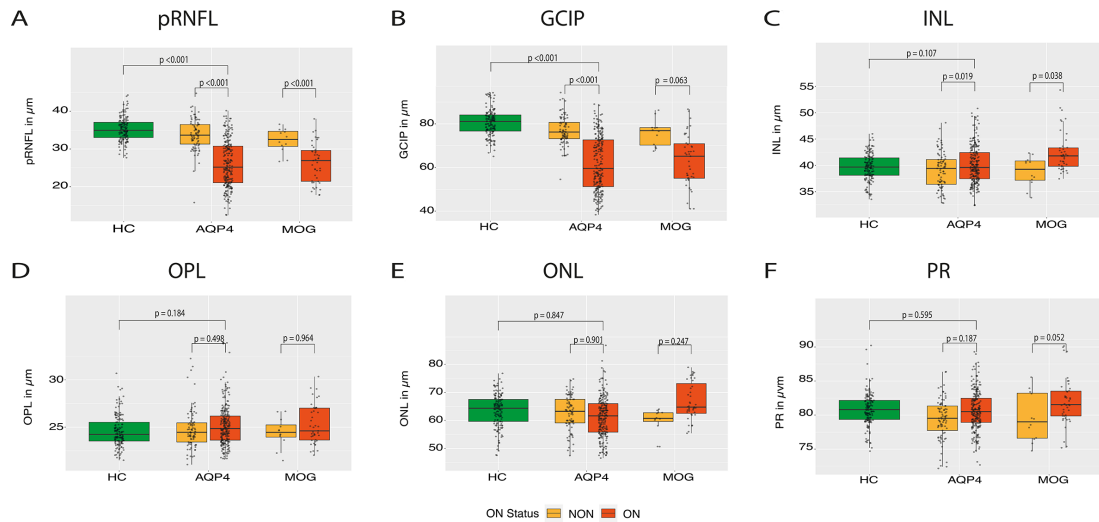 A pRNFL
p <0.001
p <0.001
p <0.001
pRNFL in µm
40
30
20
HC AQP4 MOG
B GCIP
p <0.001
p <0.001
p = 0.063
GCIP in µm
80
60
40
HC AQP4 MOG
C INL
p = 0.107
p = 0.019
p = 0.038
INL in µm
55
45
40
35
HC AQP4 MOG
D OPL
p = 0.184
p = 0.498
p = 0.964
OPL in µm
30
25
HC AQP4 MOG
E ONL
p = 0.847
p = 0.901
p = 0.247
ONL in µm
80
70
60
50
HC AQP4 MOG
F PR
p = 0.595
p = 0.187
p = 0.052
PR in µvm
90
85
80
75
HC AQP4 MOG
ON Status NON ON